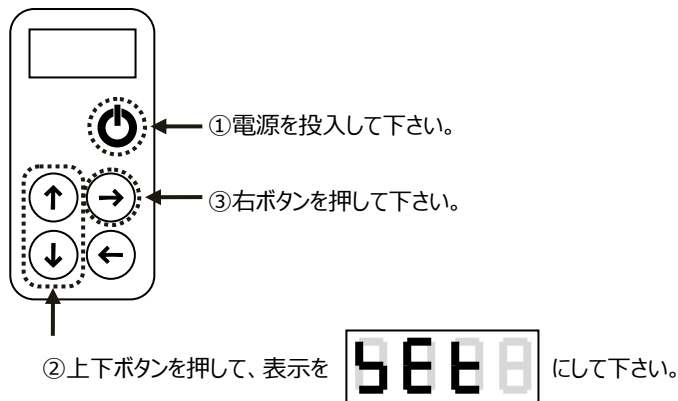 ①電源を投入して下さい。
③右ボタンを押して下さい。
②上下ボタンを押して、表示を SEt にして下さい。